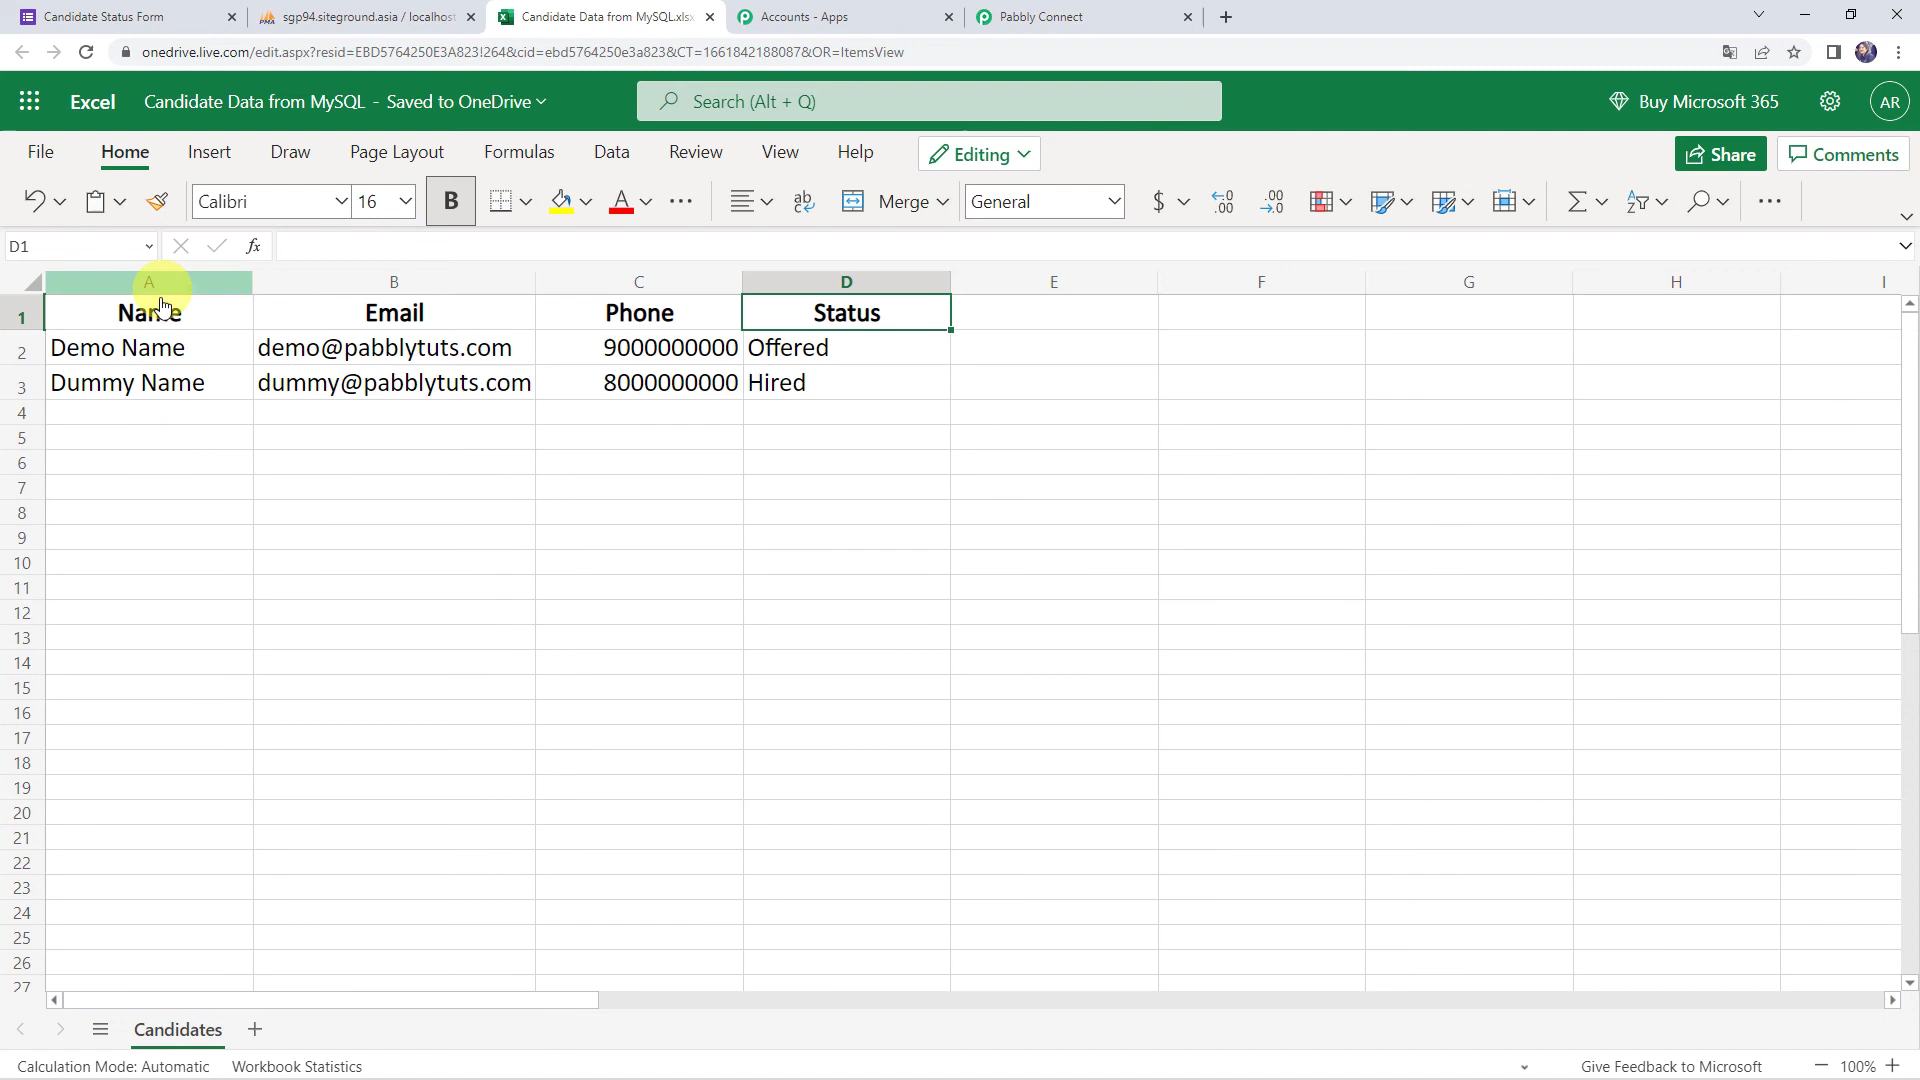 Candidate Status Form
sgp94.siteground.asia / localhost
Candidate Data from MySQL.xlsx
Accounts - Apps
Pabbly Connect
onedrive.live.com/edit.aspx?resid=EBD5764250E3A823!264&cid=ebd5764250e3a823&CT=1661842188087&OR=ItemsView
Excel Candidate Data from MySQL - Saved to OneDrive
Search (Alt + Q)
Buy Microsoft 365
AR
File Home Insert Draw Page Layout Formulas Data Review View Help Editing Share Comments
Calibri 16 B A ab Merge General $ .00 .00
D1 fx
A B C D E F G H I
1 Name Email Phone Status
2 Demo Name demo@pabblytuts.com 9000000000 Offered
3 Dummy Name dummy@pabblytuts.com 8000000000 Hired
4
5
6
7
8
9
10
11
12
13
14
15
16
17
18
19
20
21
22
23
24
25
26
27
Candidates
Calculation Mode: Automatic Workbook Statistics Give Feedback to Microsoft 100%